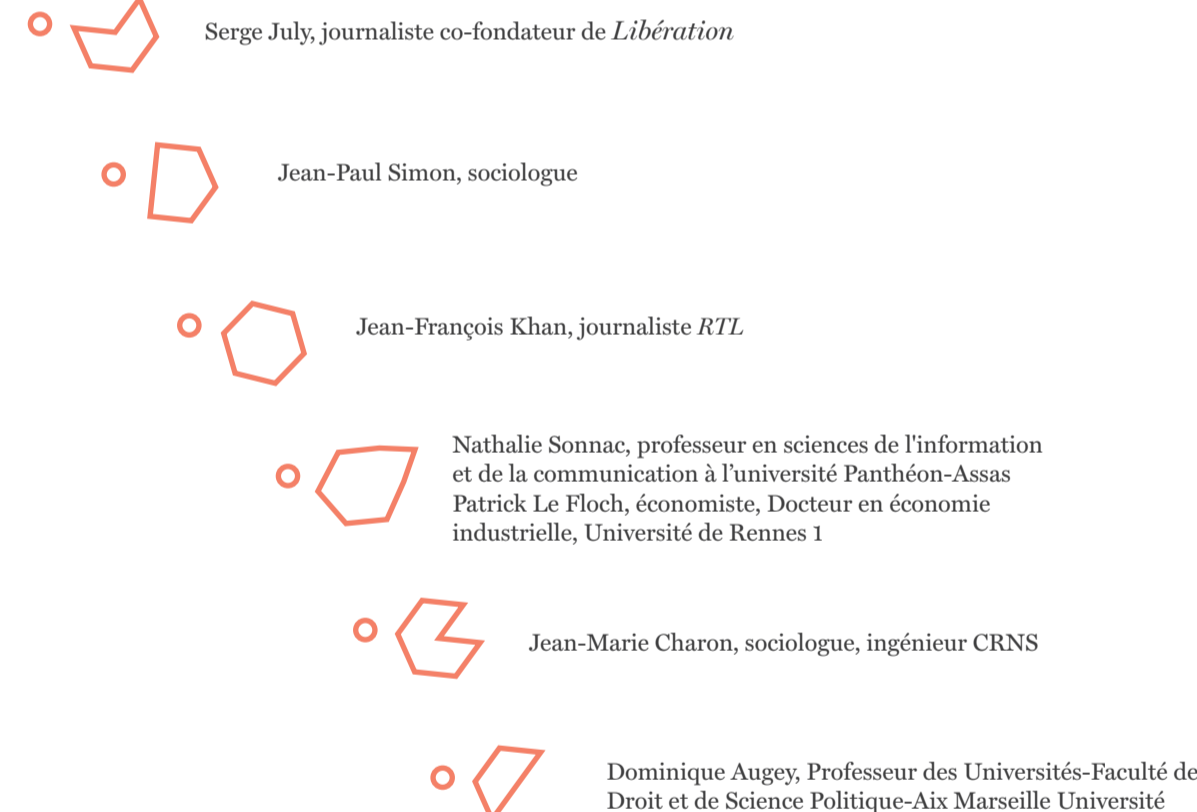 Serge July, journaliste co-fondateur de Libération
Jean-Paul Simon, sociologue
Jean-François Khan, journaliste RTL
Nathalie Sonnac, professeur en sciences de l'information
et de la communication à l’université Panthéon-Assas
Patrick Le Floch, économiste, Docteur en économie
industrielle, Université de Rennes 1
Jean-Marie Charon, sociologue, ingénieur CRNS
Dominique Augey, Professeur des Universités-Faculté de
Droit et de Science Politique-Aix Marseille Université